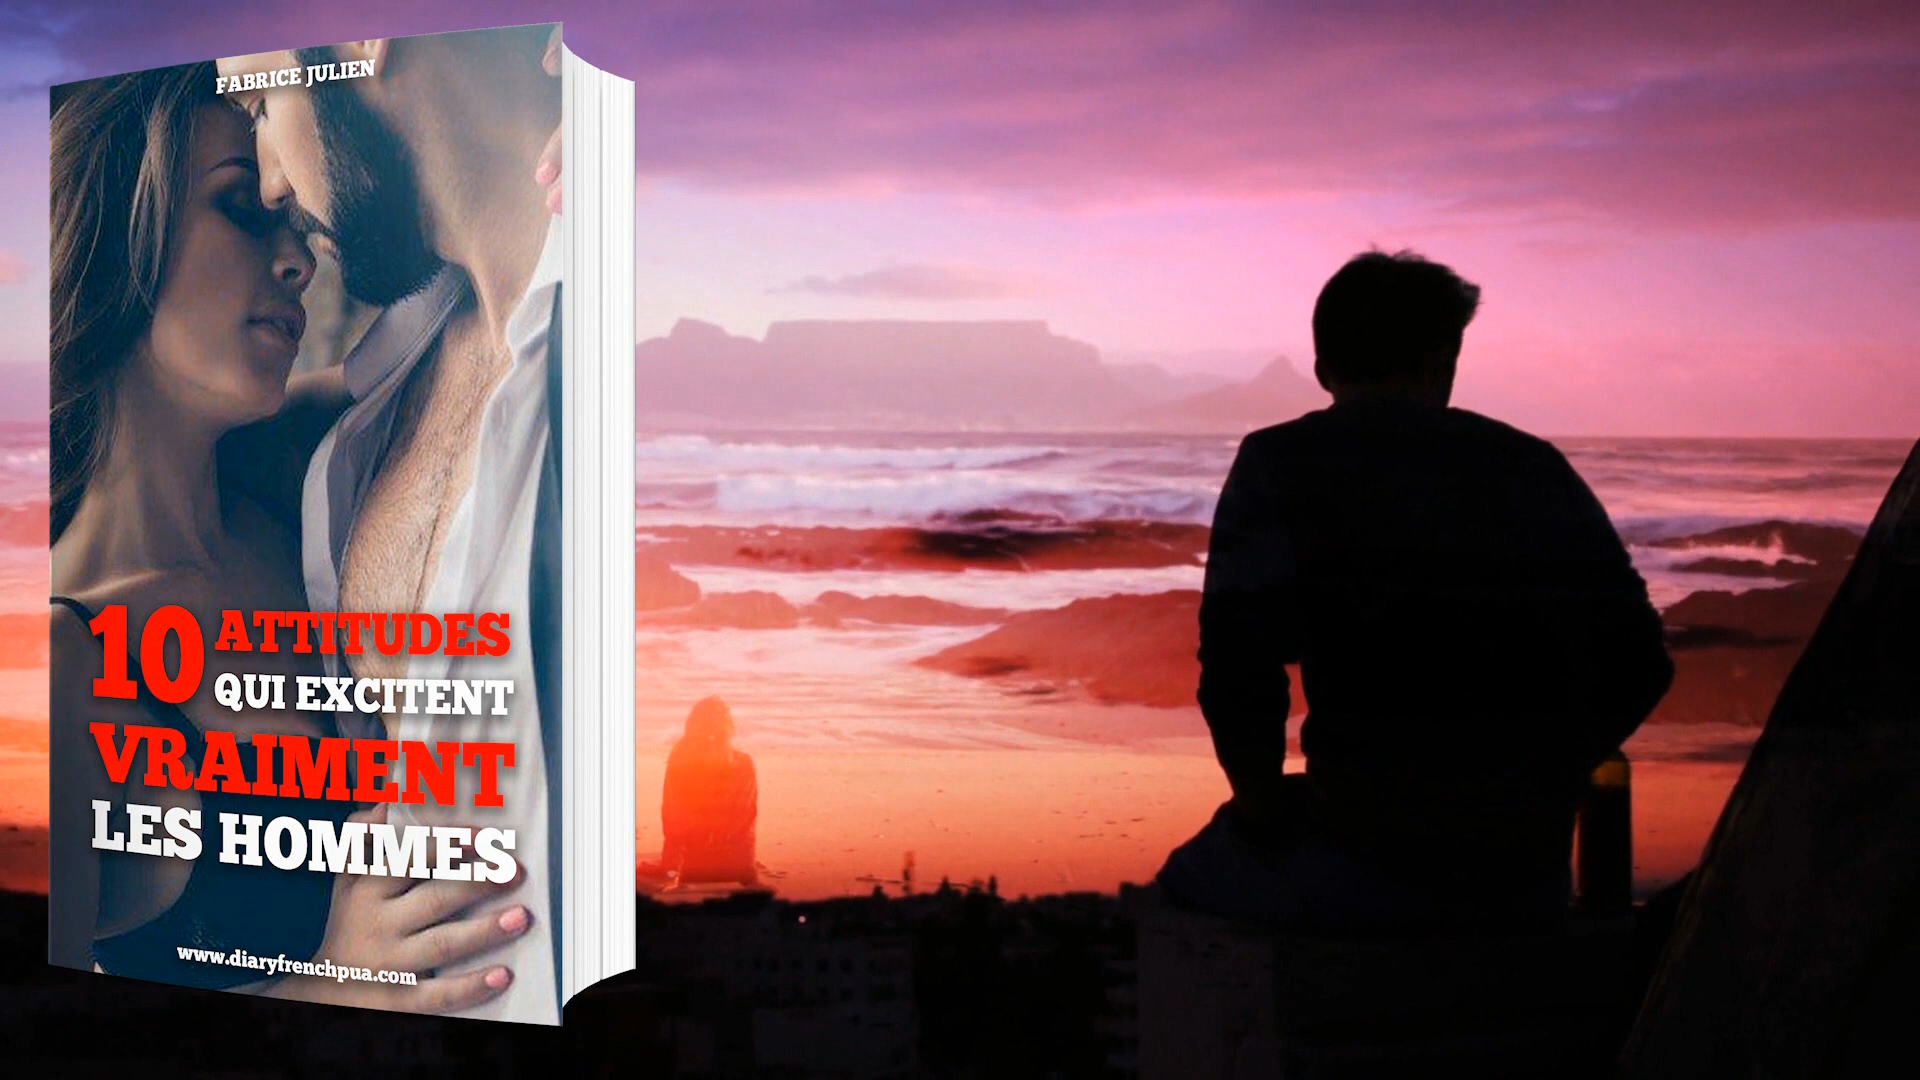 FABRICE JULIEN
10 ATTITUDES
QUI EXCITENT
VRAIMENT
LES HOMMES
www.diaryfrenchpua.com